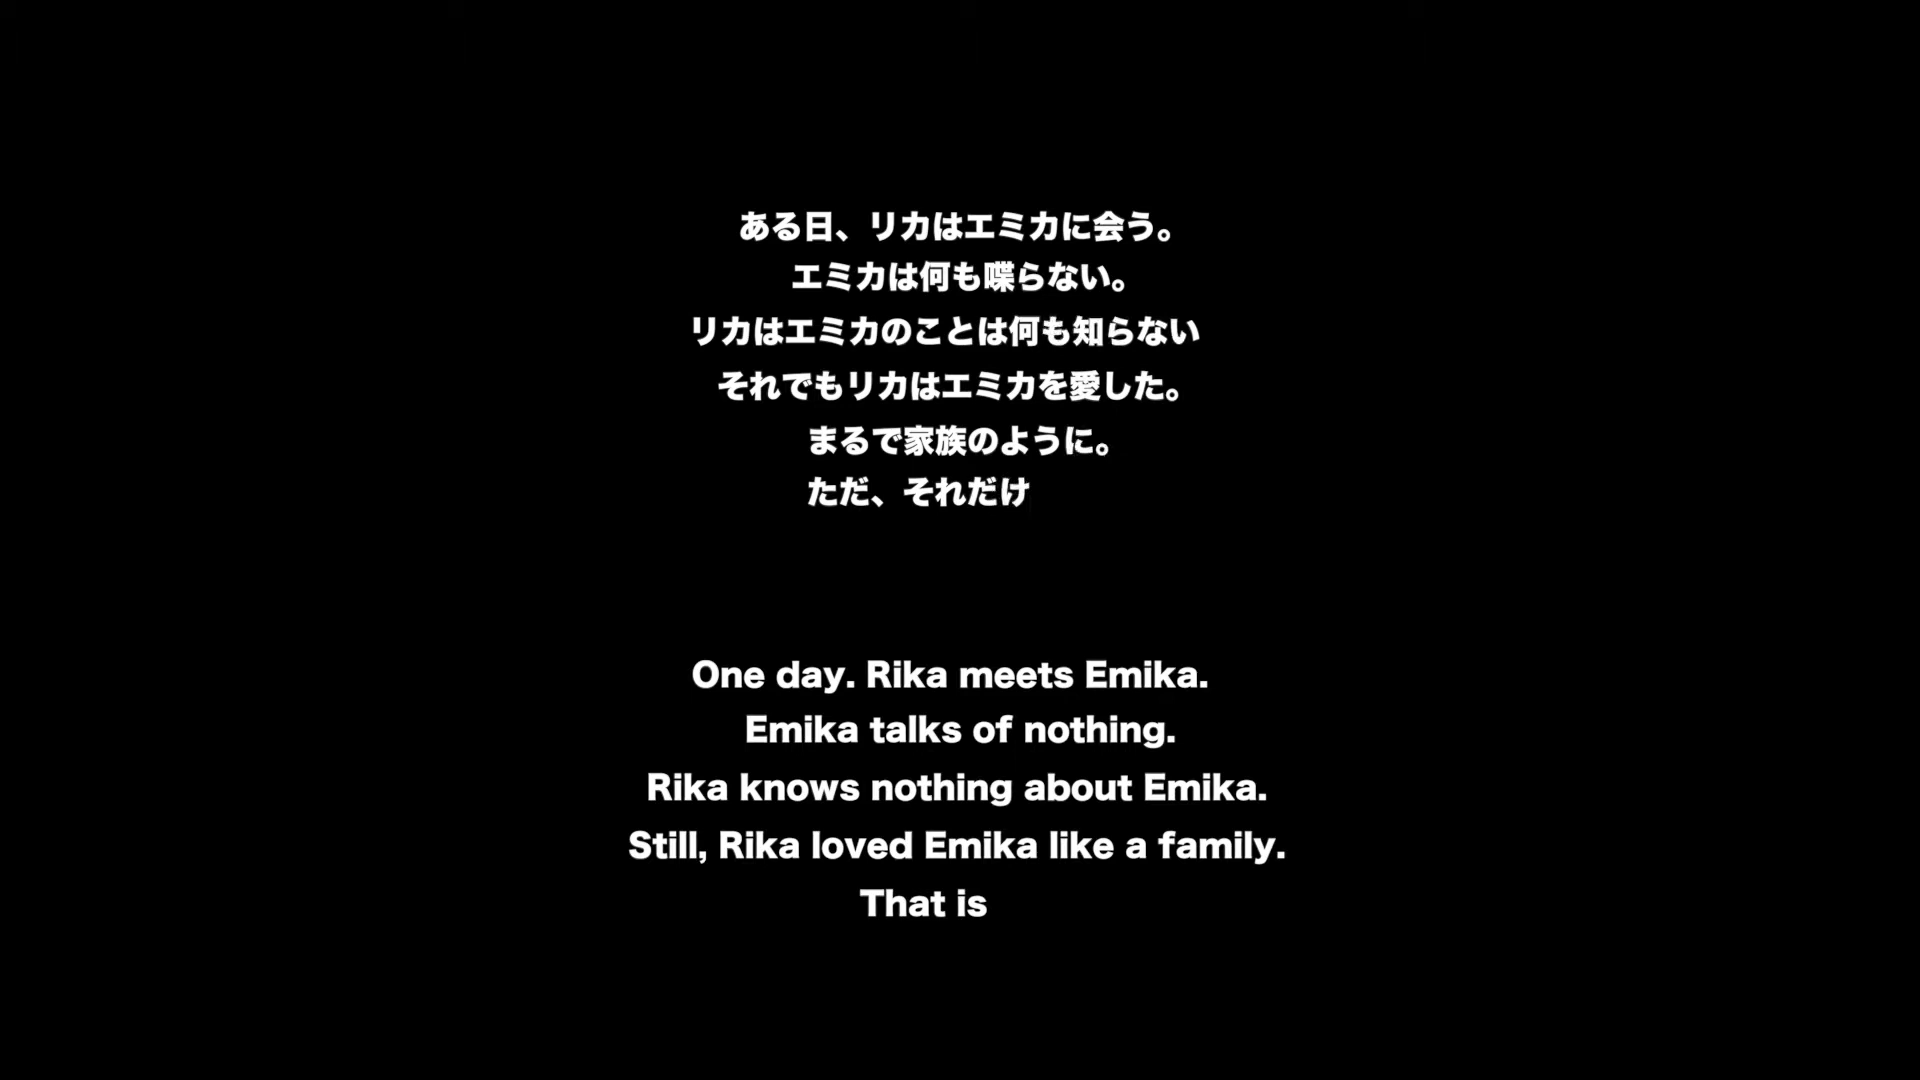 ある日、リカはエミカに会う。
エミカは何も喋らない。
リカはエミカのことは何も知らない
それでもリカはエミカを愛した。
まるで家族のように。
ただ、それだけ
One day. Rika meets Emika.
Emika talks of nothing.
Rika knows nothing about Emika.
Still, Rika loved Emika like a family.
That is